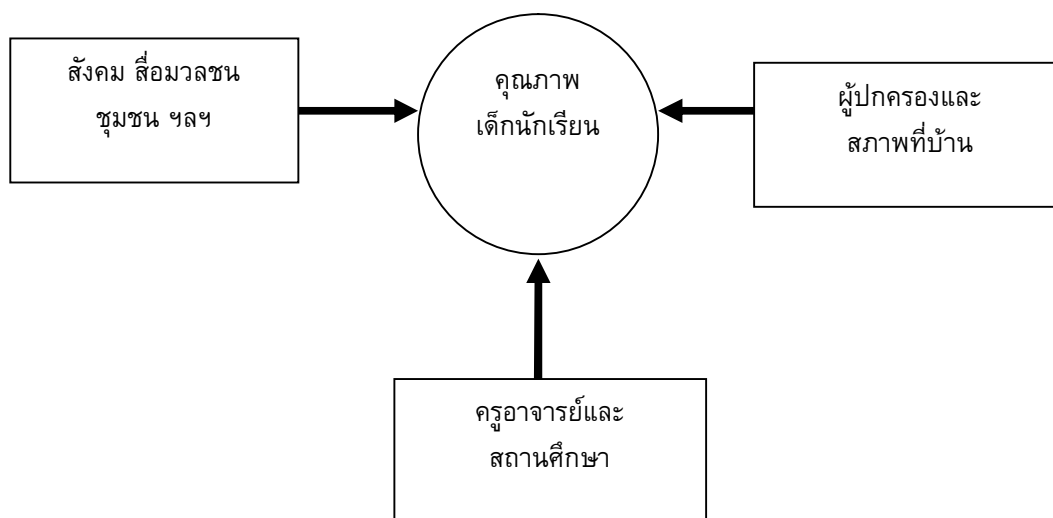 สังคม สื่อมวลชน
ชุมชน ฯลฯ
คุณภาพ
เด็กนักเรียน
ผู้ปกครองและ
สภาพที่บ้าน
ครูอาจารย์และ
สถานศึกษา